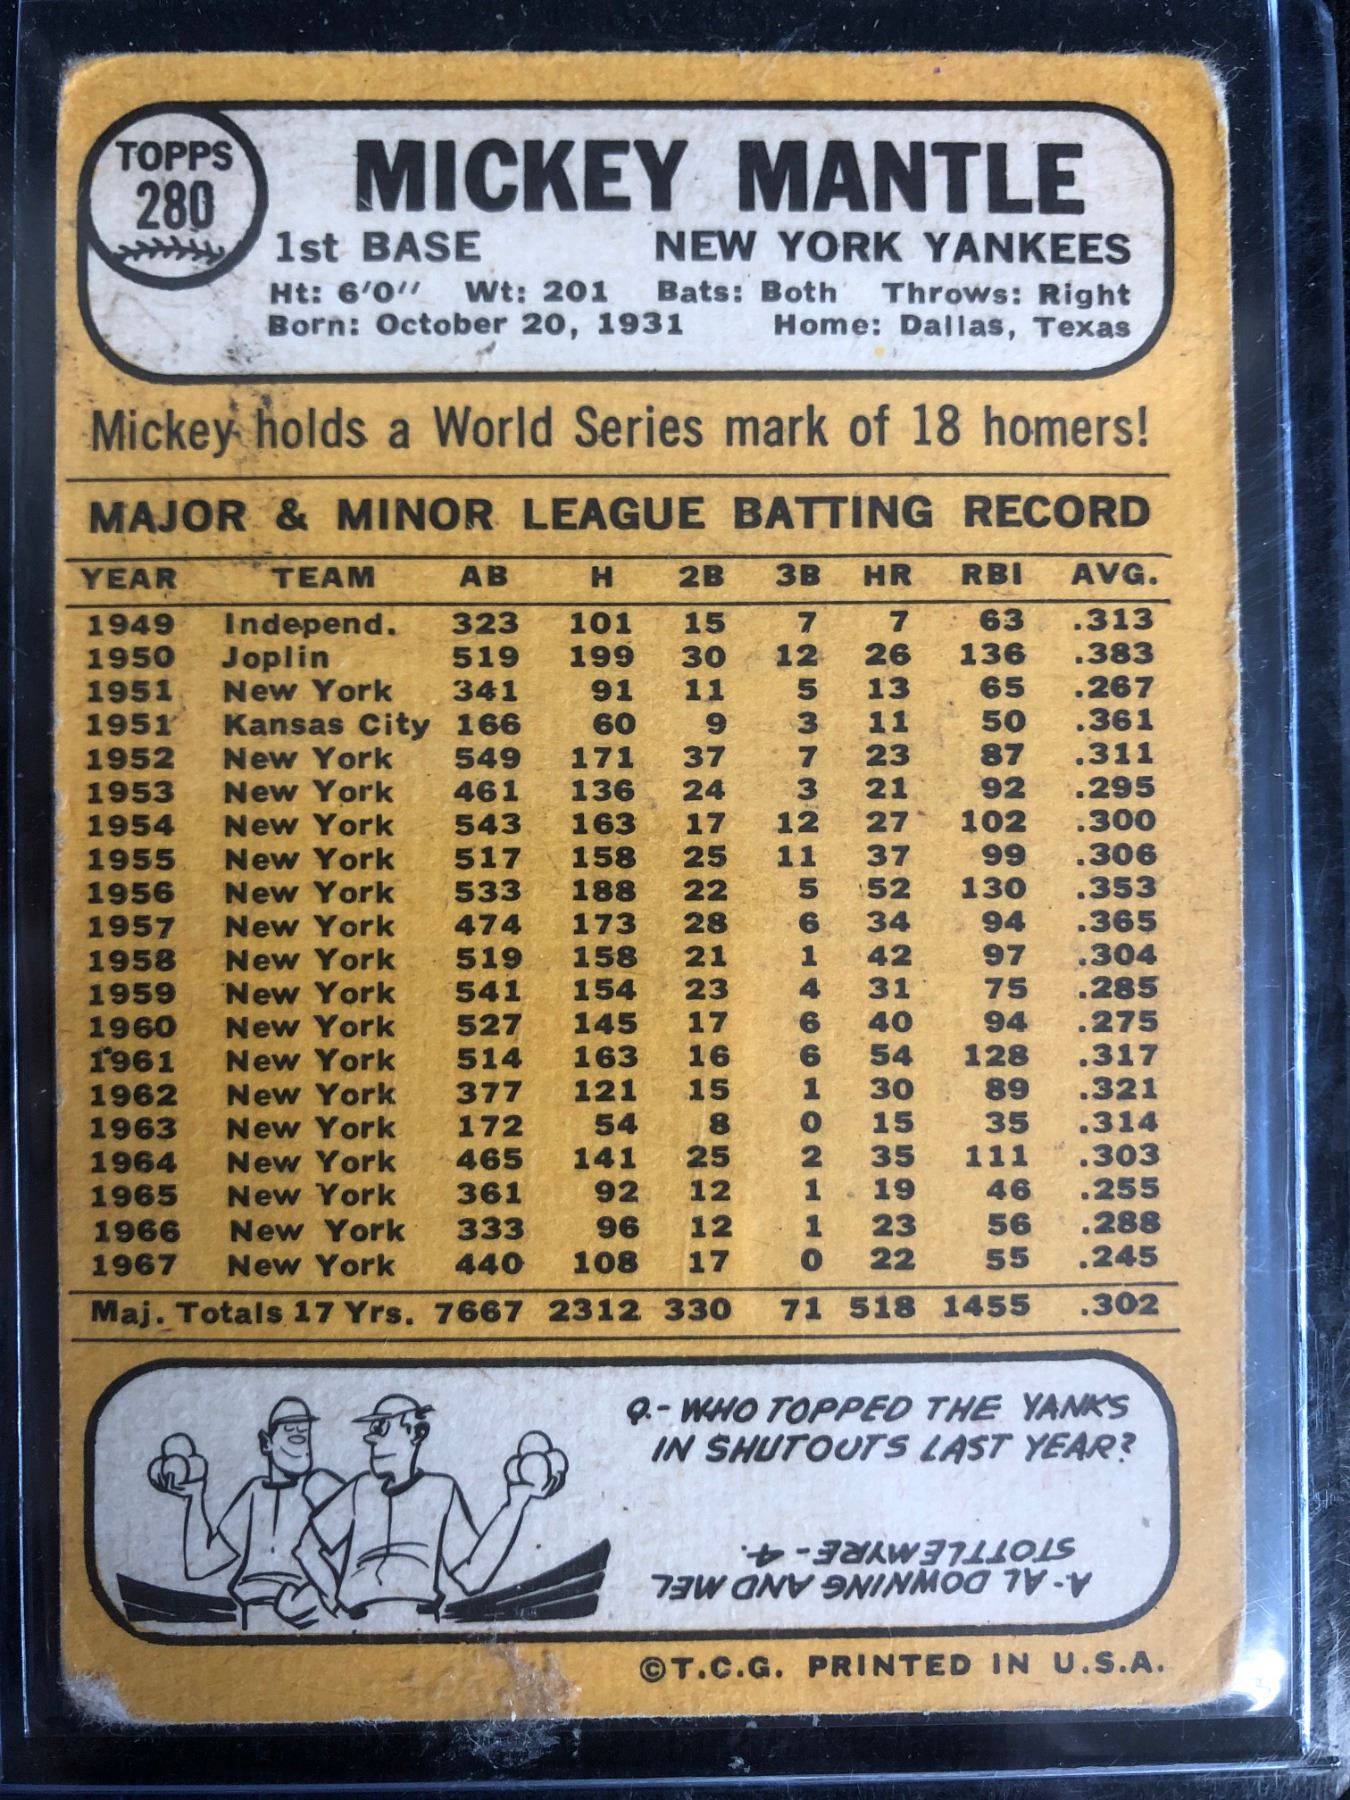 TOPPS
280
MICKEY MANTLE
1st BASE NEW YORK YANKEES
Ht: 6'0" Wt: 201 Bats: Both Throws: Right
Born: October 20, 1931 Home: Dallas, Texas
Mickey holds a World Series mark of 18 homers!
MAJOR & MINOR LEAGUE BATTING RECORD
YEAR TEAM AB H 2B 3B HR RBI AVG.
1949 Independ. 323 101 15 7 7 63 .313
1950 Joplin 519 199 30 12 26 136 .383
1951 New York 341 91 11 5 13 65 .267
1951 Kansas City 166 60 9 3 11 50 .361
1952 New York 549 171 37 7 23 87 .311
1953 New York 461 136 24 3 21 92 .295
1954 New York 543 163 17 12 27 102 .300
1955 New York 517 158 25 11 37 99 .306
1956 New York 533 188 22 5 52 130 .353
1957 New York 474 173 28 6 34 94 .365
1958 New York 519 158 21 1 42 97 .304
1959 New York 541 154 23 4 31 75 .285
1960 New York 527 145 17 6 40 94 .275
1961 New York 514 163 16 6 54 128 .317
1962 New York 377 121 15 1 30 89 .321
1963 New York 172 54 8 0 15 35 .314
1964 New York 465 141 25 2 35 111 .303
1965 New York 361 92 12 1 19 46 .255
1966 New York 333 96 12 1 23 56 .288
1967 New York 440 108 17 0 22 55 .245
Maj. Totals 17 Yrs. 7667 2312 330 71 518 1455 .302
Q.- WHO TOPPED THE YANKS
IN SHUTOUTS LAST YEAR?
A- AL DOWNING AND MEL
STOTTLEMYRE - 4.
©T.C.G. PRINTED IN U.S.A.